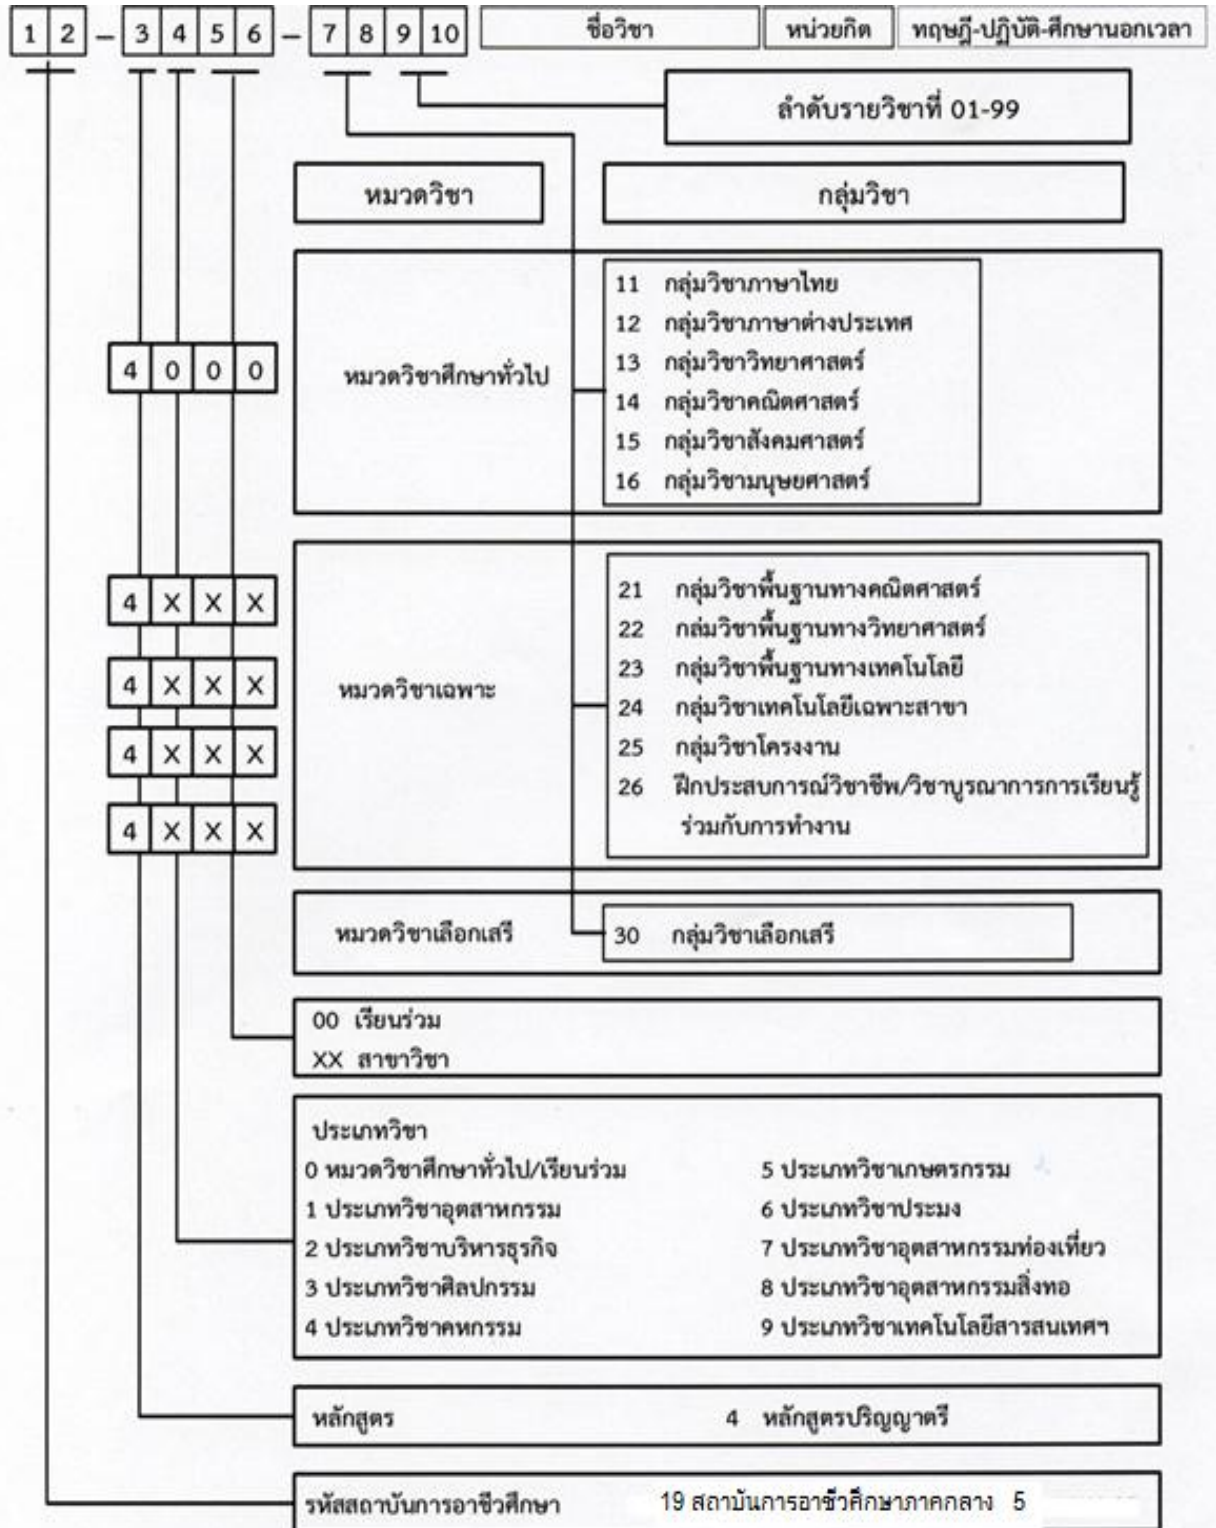 1 2 – 3 4 5 6 – 7 8 9 10 ชื่อวิชา หน่วยกิต ทฤษฎี-ปฏิบัติ-ศึกษานอกเวลา
ลำดับรายวิชาที่ 01-99
หมวดวิชา กลุ่มวิชา
11 กลุ่มวิชาภาษาไทย
12 กลุ่มวิชาภาษาต่างประเทศ
13 กลุ่มวิชาวิทยาศาสตร์
4 0 0 0 หมวดวิชาศึกษาทั่วไป
14 กลุ่มวิชาคณิตศาสตร์
15 กลุ่มวิชาสังคมศาสตร์
16 กลุ่มวิชามนุษยศาสตร์
4 X X X
4 X X X
4 X X X
4 X X X
หมวดวิชาเฉพาะ
21 กลุ่มวิชาพื้นฐานทางคณิตศาสตร์
22 กลุ่มวิชาพื้นฐานทางวิทยาศาสตร์
23 กลุ่มวิชาพื้นฐานทางเทคโนโลยี
24 กลุ่มวิชาเทคโนโลยีเฉพาะสาขา
25 กลุ่มวิชาโครงงาน
26 ฝึกประสบการณ์วิชาชีพ/วิชาบูรณาการการเรียนรู้
ร่วมกับการทำงาน
หมวดวิชาเลือกเสรี 30 กลุ่มวิชาเลือกเสรี
00 เรียนร่วม
XX สาขาวิชา
ประเภทวิชา
0 หมวดวิชาศึกษาทั่วไป/เรียนร่วม 5 ประเภทวิชาเกษตรกรรม
1 ประเภทวิชาอุตสาหกรรม 6 ประเภทวิชาประมง
2 ประเภทวิชาบริหารธุรกิจ 7 ประเภทวิชาอุตสาหกรรมท่องเที่ยว
3 ประเภทวิชาศิลปกรรม 8 ประเภทวิชาอุตสาหกรรมสิ่งทอ
4 ประเภทวิชาคหกรรม 9 ประเภทวิชาเทคโนโลยีสารสนเทศฯ
หลักสูตร 4 หลักสูตรปริญญาตรี
รหัสสถาบันการอาชีวศึกษา 19 สถาบันการอาชีวศึกษาภาคกลาง 5